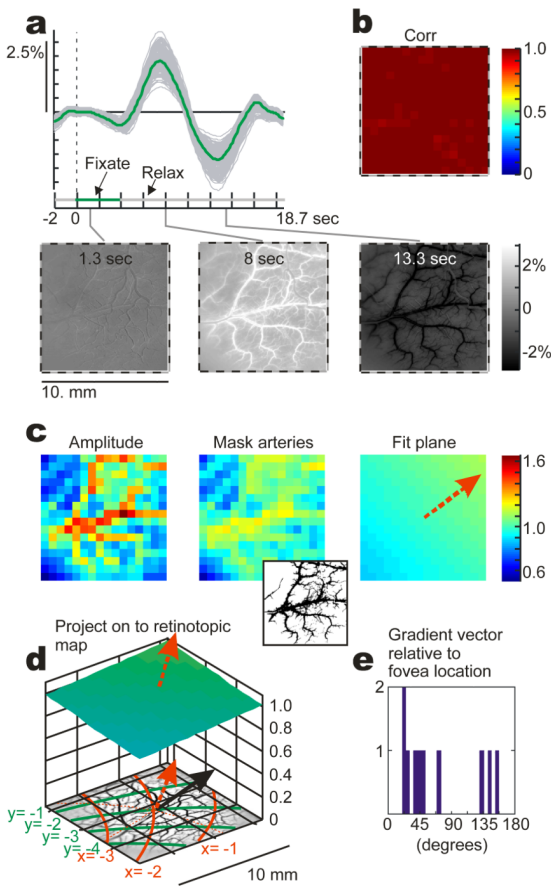 a
2.5%
Fixate
Relax
-2 0 18.7 sec
b
Corr
1.0
0.5
0
1.3 sec
8 sec
13.3 sec
2%
0
-2%
10. mm
c
Amplitude
Mask arteries
Fit plane
1.6
1.0
0.6
Project on to retinotopic
map
d
1.0
0.8
0.6
0.4
0.2
0
y= -1
y= -2
y= -3
y= -4
x= -3
x= -2
x= -1
10 mm
e
Gradient vector
relative to
fovea location
2
1
0 45 90 135 180
(degrees)